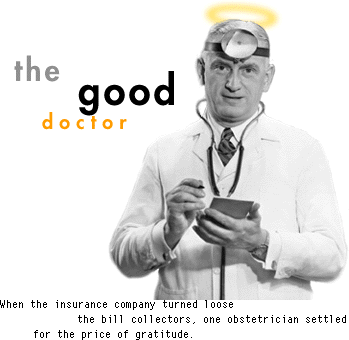 the
good
doctor
When the insurance company turned loose
the bill collectors, one obstetrician settled
for the price of gratitude.